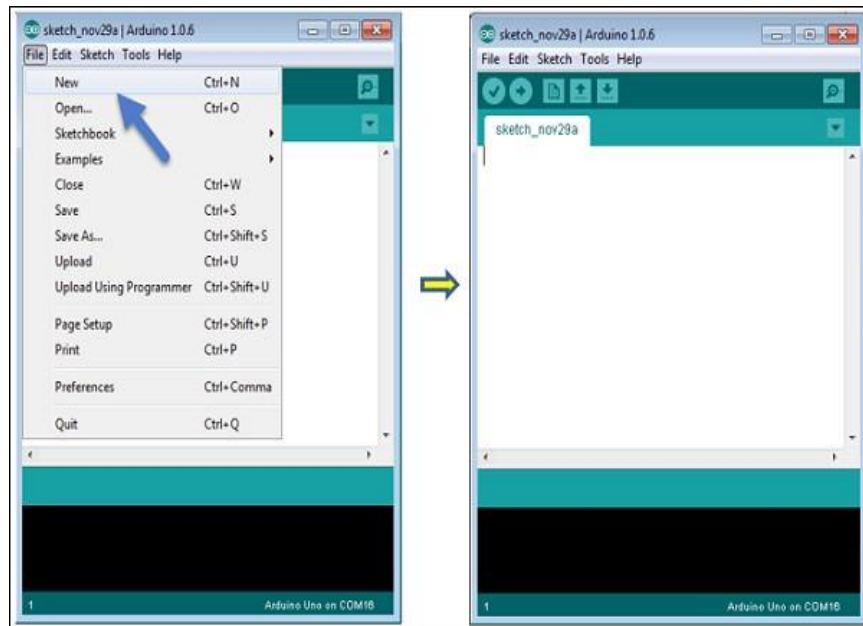 sketch_nov29a | Arduino 1.0.6
File Edit Sketch Tools Help
New Ctrl+N
Open... Ctrl+O
Sketchbook
Examples
Close Ctrl+W
Save Ctrl+S
Save As... Ctrl+Shift+S
Upload Ctrl+U
Upload Using Programmer Ctrl+Shift+U
Page Setup Ctrl+Shift+P
Print Ctrl+P
Preferences Ctrl+Comma
Quit Ctrl+Q
1 Arduino Uno on COM16
sketch_nov29a | Arduino 1.0.6
File Edit Sketch Tools Help
sketch_nov29a
1 Arduino Uno on COM16